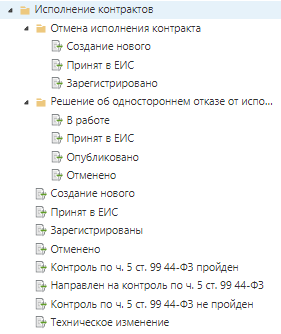 Исполнение контрактов
Отмена исполнения контракта
Создание нового
Принят в ЕИС
Зарегистрировано
Решение об одностороннем отказе от испо...
В работе
Принят в ЕИС
Опубликовано
Отменено
Создание нового
Принят в ЕИС
Зарегистрированы
Отменено
Контроль по ч. 5 ст. 99 44-ФЗ пройден
Направлен на контроль по ч. 5 ст. 99 44-ФЗ
Контроль по ч. 5 ст. 99 44-ФЗ не пройден
Техническое изменение